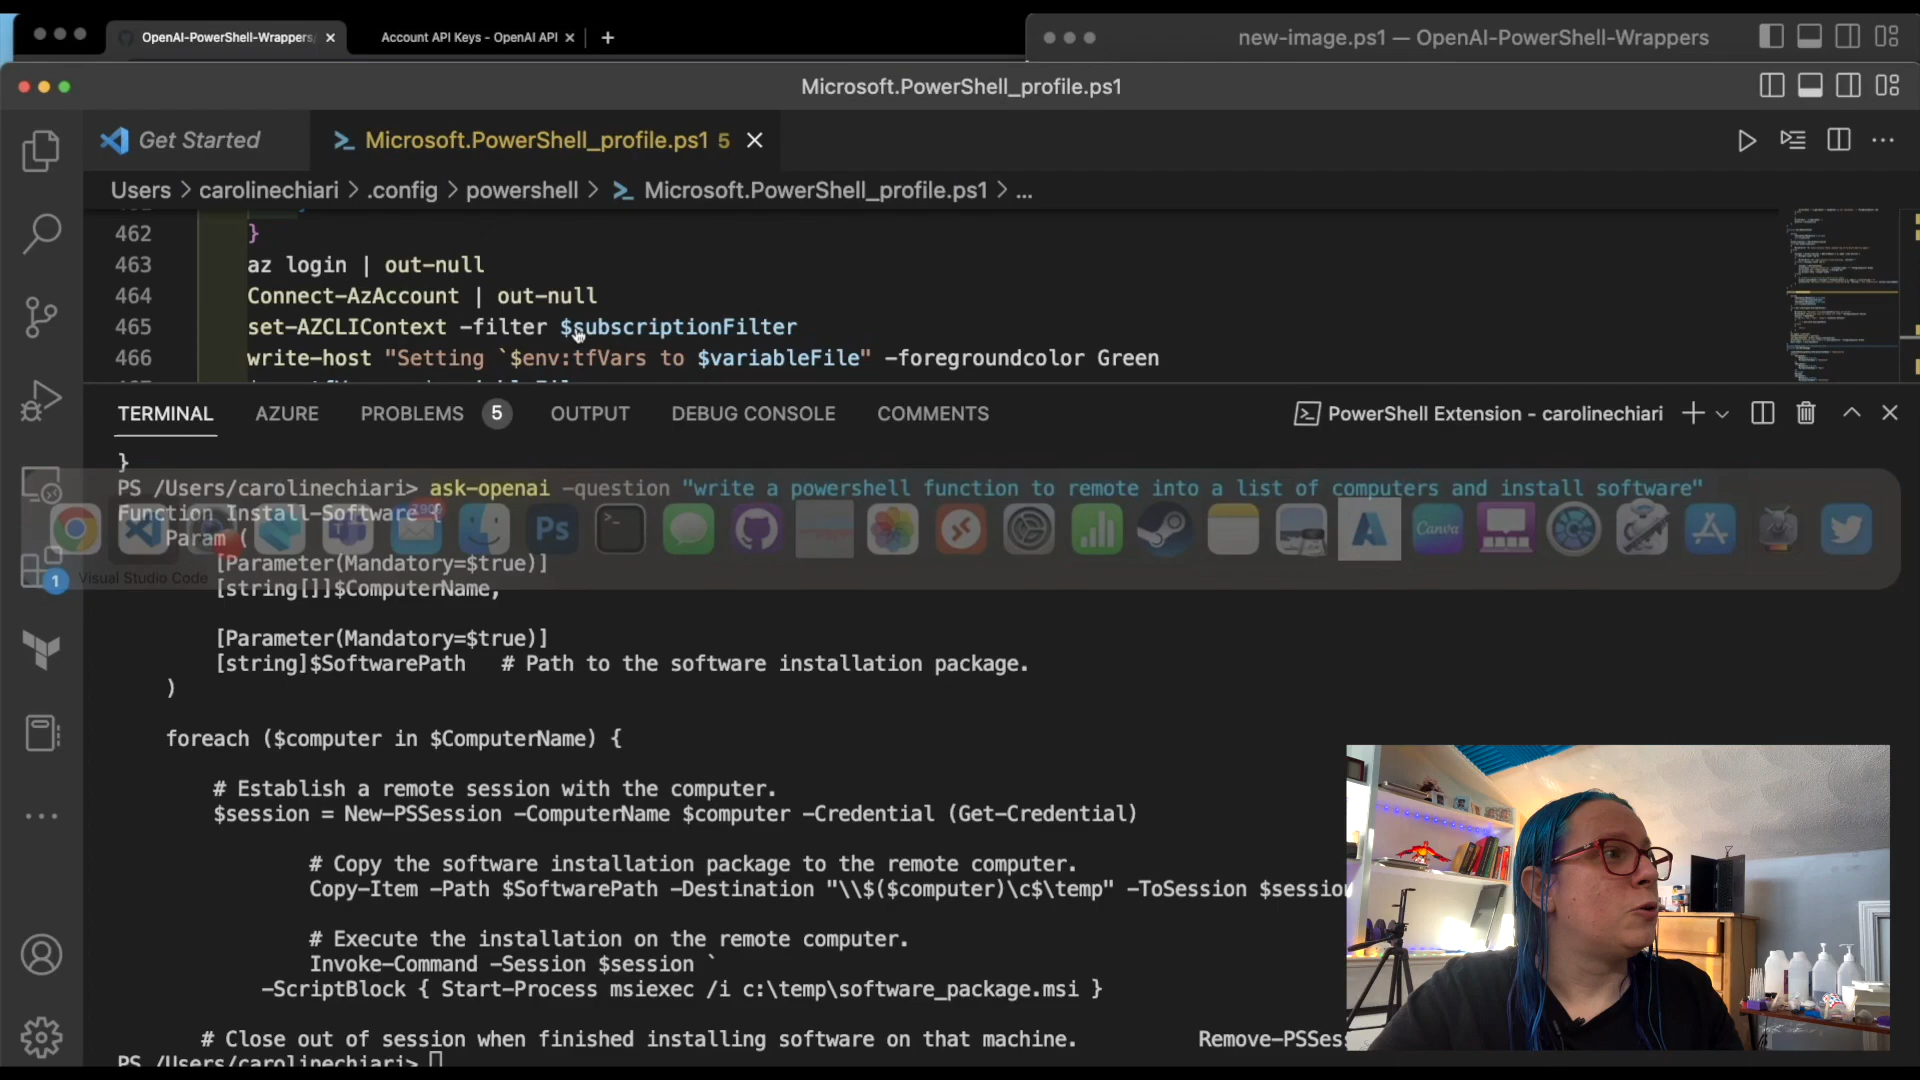 OpenAI-PowerShell-Wrappers
Account API Keys - OpenAI API
new-image.ps1 — OpenAI-PowerShell-Wrappers
Microsoft.PowerShell_profile.ps1
Get Started
Microsoft.PowerShell_profile.ps1 5
Users > carolinechiari > .config > powershell > Microsoft.PowerShell_profile.ps1 > ...
462 }
463 az login | out-null
464 Connect-AzAccount | out-null
465 set-AZCLIContext -filter $subscriptionFilter
466 write-host "Setting `$env:tfVars to $variableFile" -foregroundcolor Green
TERMINAL AZURE PROBLEMS 5 OUTPUT DEBUG CONSOLE COMMENTS PowerShell Extension - carolinechiari
}
PS /Users/carolinechiari> ask-openai -question "write a powershell function to remote into a list of computers and install software"
Function Install-Software {
Param (
[Parameter(Mandatory=$true)]
Visual Studio Code
1
[string[]]$ComputerName,
[Parameter(Mandatory=$true)]
[string]$SoftwarePath # Path to the software installation package.
)
foreach ($computer in $ComputerName) {
# Establish a remote session with the computer.
$session = New-PSSession -ComputerName $computer -Credential (Get-Credential)
# Copy the software installation package to the remote computer.
Copy-Item -Path $SoftwarePath -Destination "\\$($computer)\c$\temp" -ToSession $session
# Execute the installation on the remote computer.
Invoke-Command -Session $session `
-ScriptBlock { Start-Process msiexec /i c:\temp\software_package.msi }
# Close out of session when finished installing software on that machine. Remove-PSSes
PS /Users/carolinechiari>
Ps
Canva